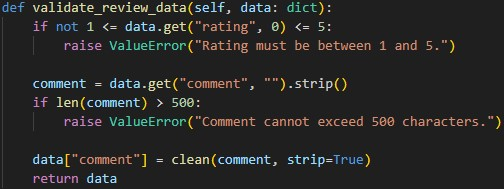 def validate_review_data(self, data: dict):
    if not 1 <= data.get("rating", 0) <= 5:
        raise ValueError("Rating must be between 1 and 5.")

    comment = data.get("comment", "").strip()
    if len(comment) > 500:
        raise ValueError("Comment cannot exceed 500 characters.")

    data["comment"] = clean(comment, strip=True)
    return data